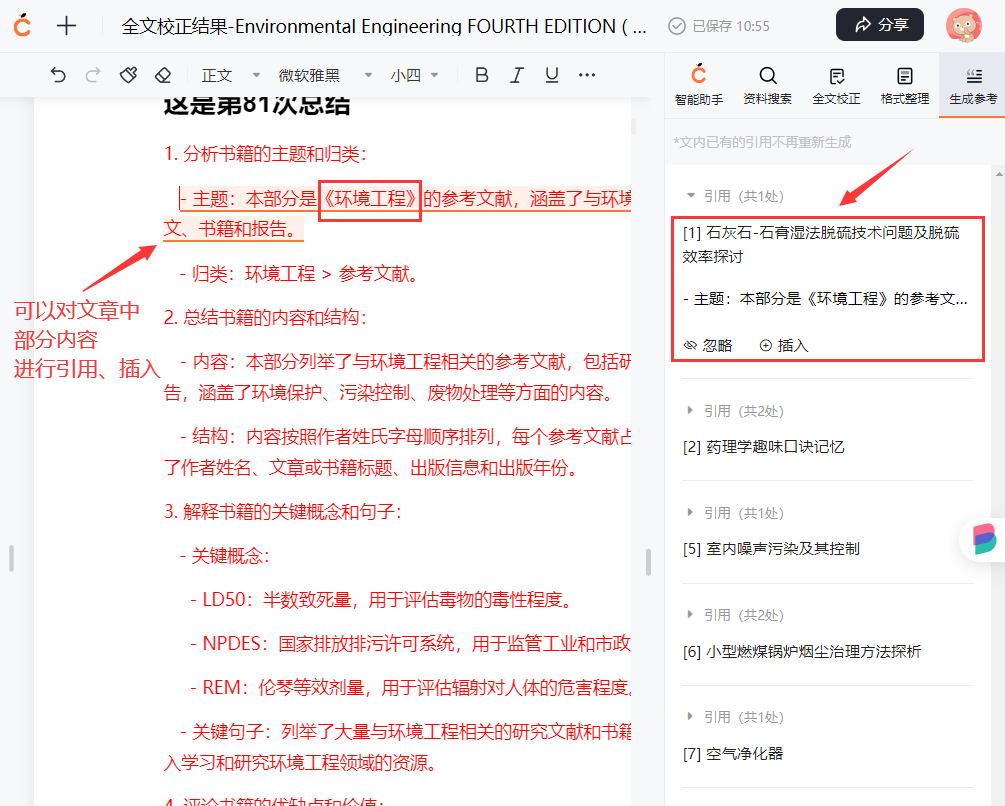 全文校正结果-Environmental Engineering FOURTH EDITION ( ...
已保存 10:55
分享
正文
微软雅黑
小四
B
I
U
智能助手
资料搜索
全文校正
格式整理
生成参考
这是第81次总结
1. 分析书籍的主题和归类：
- 主题：本部分是《环境工程》的参考文献，涵盖了与环境
文、书籍和报告。
- 归类：环境工程 > 参考文献。
2. 总结书籍的内容和结构：
- 内容：本部分列举了与环境工程相关的参考文献，包括研
告，涵盖了环境保护、污染控制、废物处理等方面的内容。
- 结构：内容按照作者姓氏字母顺序排列，每个参考文献占
了作者姓名、文章或书籍标题、出版信息和出版年份。
3. 解释书籍的关键概念和句子：
- 关键概念：
- LD50：半数致死量，用于评估毒物的毒性程度。
- NPDES：国家排放排污许可系统，用于监管工业和市政
- REM：伦琴等效剂量，用于评估辐射对人体的危害程度。
- 关键句子：列举了大量与环境工程相关的研究文献和书籍
入学习和研究环境工程领域的资源。
4. 评论书籍的优缺点和价值：
可以对文章中
部分内容
进行引用、插入
*文内已有的引用不再重新生成
引用（共1处）
[1] 石灰石-石膏湿法脱硫技术问题及脱硫
效率探讨
- 主题：本部分是《环境工程》的参考文...
忽略
插入
引用（共2处）
[2] 药理学趣味口诀记忆
引用（共1处）
[5] 室内噪声污染及其控制
引用（共2处）
[6] 小型燃煤锅炉烟尘治理方法探析
引用（共1处）
[7] 空气净化器